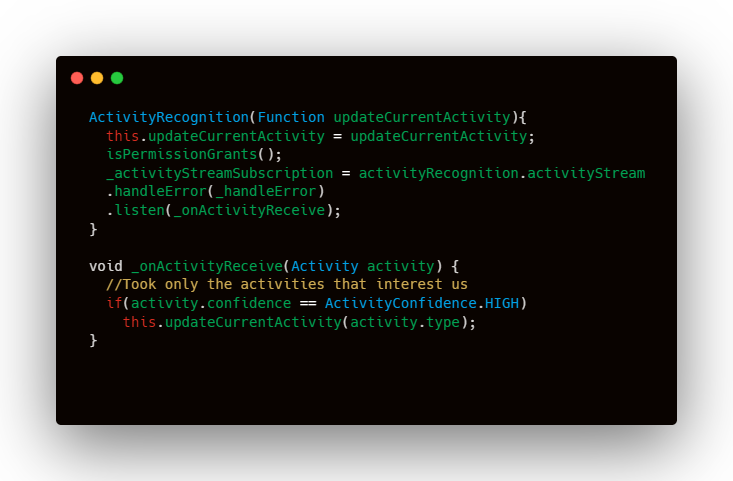 ActivityRecognition(Function updateCurrentActivity){
  this.updateCurrentActivity = updateCurrentActivity;
  isPermissionGrants();
  _activityStreamSubscription = activityRecognition.activityStream
  .handleError(_handleError)
  .listen(_onActivityReceive);
}

void _onActivityReceive(Activity activity) {
  //Took only the activities that interest us
  if(activity.confidence == ActivityConfidence.HIGH)
    this.updateCurrentActivity(activity.type);
}